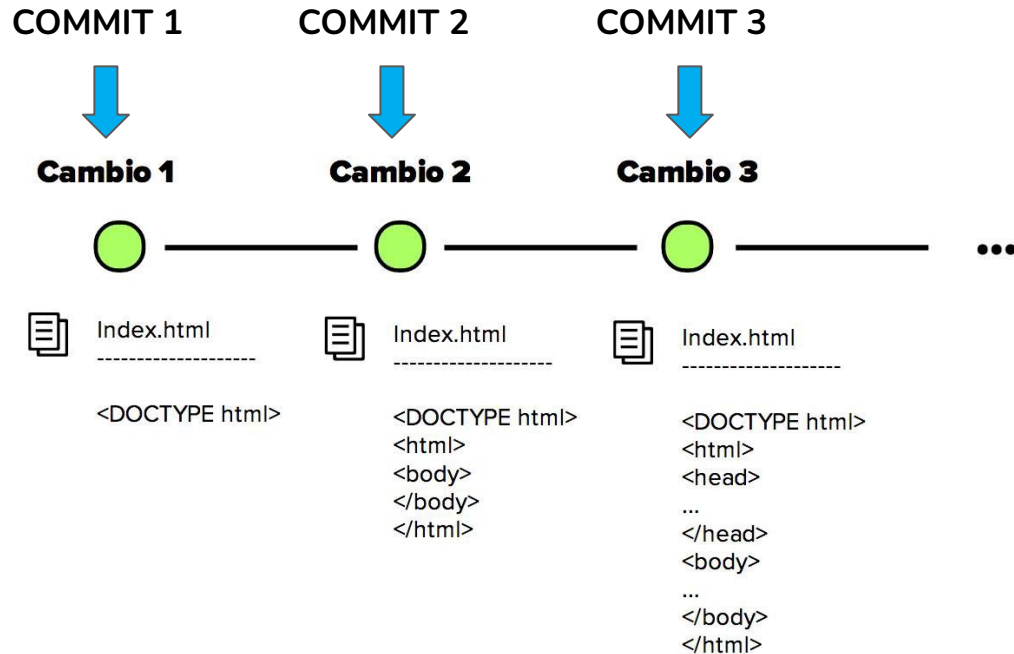 COMMIT 1
COMMIT 2
COMMIT 3
Cambio 1
Cambio 2
Cambio 3
...
Index.html
--------------------
<DOCTYPE html>
Index.html
--------------------
<DOCTYPE html>
<html>
<body>
</body>
</html>
Index.html
--------------------
<DOCTYPE html>
<html>
<head>
...
</head>
<body>
...
</body>
</html>